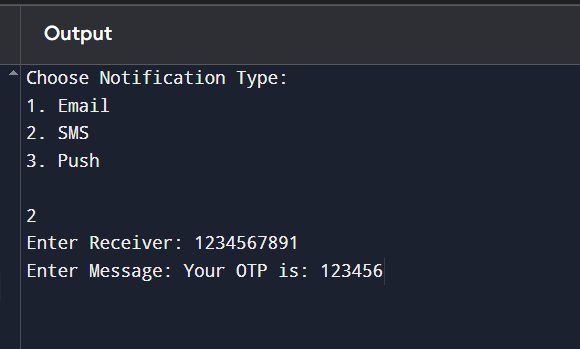 Output
Choose Notification Type:
1. Email
2. SMS
3. Push
2
Enter Receiver: 1234567891
Enter Message: Your OTP is: 123456